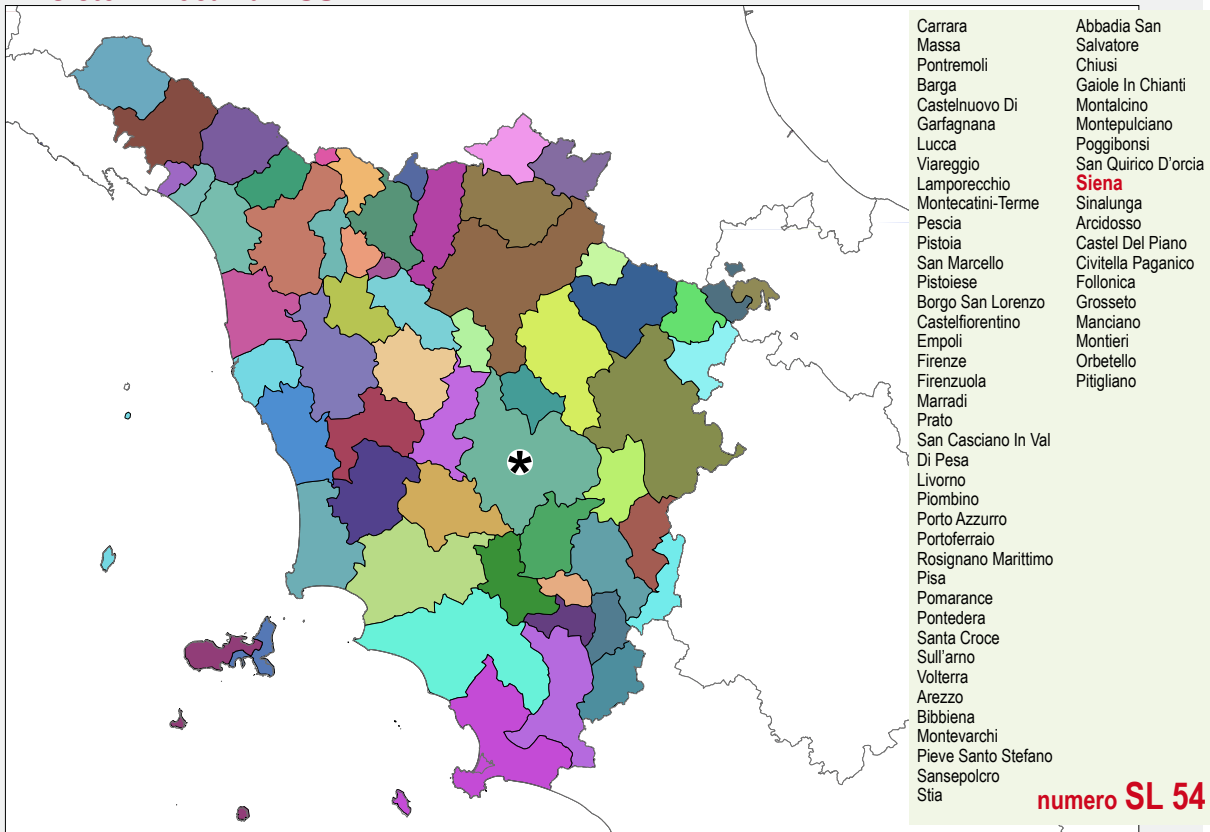 Carrara
Massa
Pontremoli
Barga
Castelnuovo Di
Garfagnana
Lucca
Viareggio
Lamporecchio
Montecatini-Terme
Pescia
Pistoia
San Marcello
Pistoiese
Borgo San Lorenzo
Castelfiorentino
Empoli
Firenze
Firenzuola
Marradi
Prato
San Casciano In Val
Di Pesa
Livorno
Piombino
Porto Azzurro
Portoferraio
Rosignano Marittimo
Pisa
Pomarance
Pontedera
Santa Croce
Sull'arno
Volterra
Arezzo
Bibbiena
Montevarchi
Pieve Santo Stefano
Sansepolcro
Stia
Abbadia San
Salvatore
Chiusi
Gaiole In Chianti
Montalcino
Montepulciano
Poggibonsi
San Quirico D'orcia
Siena
Sinalunga
Arcidosso
Castel Del Piano
Civitella Paganico
Follonica
Grosseto
Manciano
Montieri
Orbetello
Pitigliano
numero SL 54